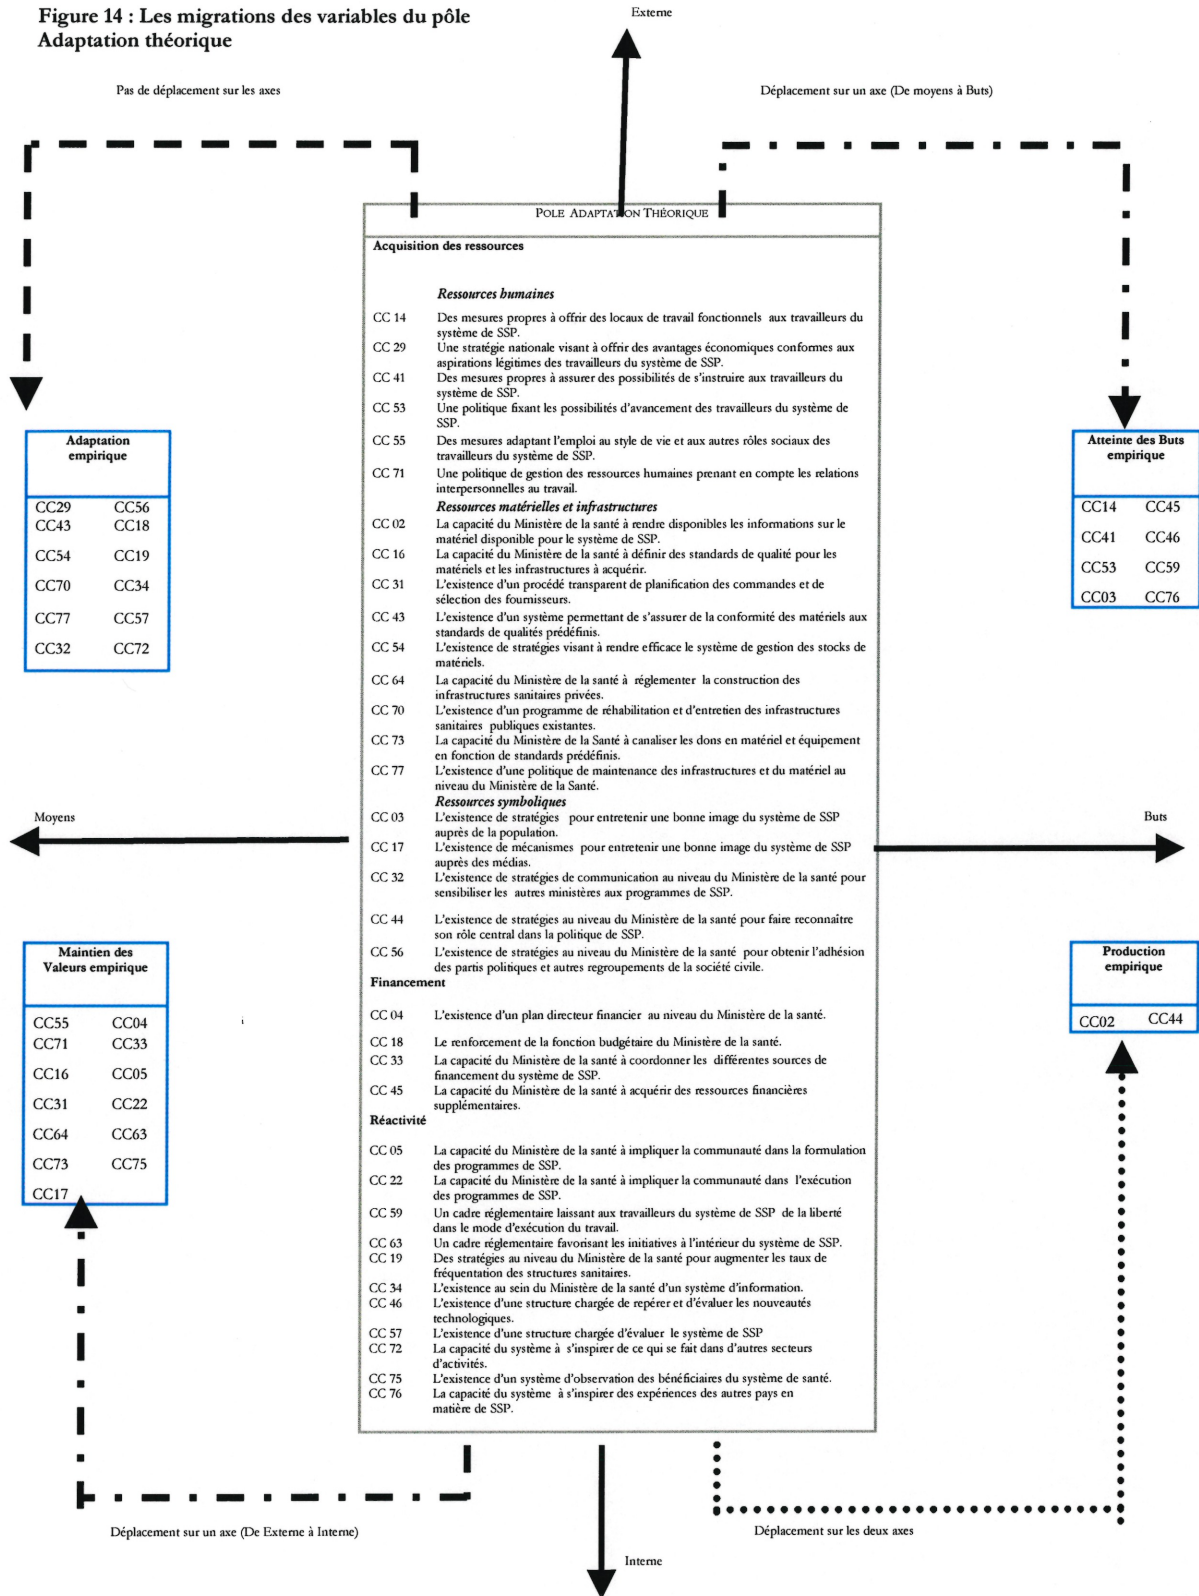 Figure 14 : Les migrations des variables du pôle
Adaptation théorique
Externe
Pas de déplacement sur les axes
Déplacement sur un axe (De moyens à Buts)
POLE ADAPTATION THÉORIQUE
Acquisition des ressources
Ressources humaines
CC 14 Des mesures propres à offrir des locaux de travail fonctionnels aux travailleurs du
système de SSP.
CC 29 Une stratégie nationale visant à offrir des avantages économiques conformes aux
aspirations légitimes des travailleurs du système de SSP.
CC 41 Des mesures propres à assurer des possibilités de s'instruire aux travailleurs du
système de SSP.
CC 53 Une politique fixant les possibilités d'avancement des travailleurs du système de
SSP.
CC 55 Des mesures adaptant l'emploi au style de vie et aux autres rôles sociaux des
travailleurs du système de SSP.
CC 71 Une politique de gestion des ressources humaines prenant en compte les relations
interpersonnelles au travail.
Ressources matérielles et infrastructures
CC 02 La capacité du Ministère de la santé à rendre disponibles les informations sur le
matériel disponible pour le système de SSP.
CC 16 La capacité du Ministère de la santé à définir des standards de qualité pour les
matériels et les infrastructures à acquérir.
CC 31 L'existence d'un procédé transparent de planification des commandes et de
sélection des fournisseurs.
CC 43 L'existence d'un système permettant de s'assurer de la conformité des matériels aux
standards de qualités prédéfinis.
CC 54 L'existence de stratégies visant à rendre efficace le système de gestion des stocks de
matériels.
CC 64 La capacité du Ministère de la santé à réglementer la construction des
infrastructures sanitaires privées.
CC 70 L'existence d'un programme de réhabilitation et d'entretien des infrastructures
sanitaires publiques existantes.
CC 73 La capacité du Ministère de la Santé à canaliser les dons en matériel et équipement
en fonction de standards prédéfinis.
CC 77 L'existence d'une politique de maintenance des infrastructures et du matériel au
niveau du Ministère de la Santé.
Ressources symboliques
CC 03 L'existence de stratégies pour entretenir une bonne image du système de SSP
auprès de la population.
CC 17 L'existence de mécanismes pour entretenir une bonne image du système de SSP
auprès des médias.
CC 32 L'existence de stratégies de communication au niveau du Ministère de la santé pour
sensibiliser les autres ministères aux programmes de SSP.
CC 44 L'existence de stratégies au niveau du Ministère de la santé pour faire reconnaître
son rôle central dans la politique de SSP.
CC 56 L'existence de stratégies au niveau du Ministère de la santé pour obtenir l'adhésion
des partis politiques et autres regroupements de la société civile.
Financement
CC 04 L'existence d'un plan directeur financier au niveau du Ministère de la santé.
CC 18 Le renforcement de la fonction budgétaire du Ministère de la santé.
CC 33 La capacité du Ministère de la santé à coordonner les différentes sources de
financement du système de SSP.
CC 45 La capacité du Ministère de la santé à acquérir des ressources financières
supplémentaires.
Réactivité
CC 05 La capacité du Ministère de la santé à impliquer la communauté dans la formulation
des programmes de SSP.
CC 22 La capacité du Ministère de la santé à impliquer la communauté dans l'exécution
des programmes de SSP.
CC 59 Un cadre réglementaire laissant aux travailleurs du système de SSP de la liberté
dans le mode d'exécution du travail.
CC 63 Un cadre réglementaire favorisant les initiatives à l'intérieur du système de SSP.
CC 19 Des stratégies au niveau du Ministère de la santé pour augmenter les taux de
fréquentation des structures sanitaires.
CC 34 L'existence au sein du Ministère de la santé d'un système d'information.
CC 46 L'existence d'une structure chargée de repérer et d'évaluer les nouveautés
technologiques.
CC 57 L'existence d'une structure chargée d'évaluer le système de SSP
CC 72 La capacité du système à s'inspirer de ce qui se fait dans d'autres secteurs
d'activités.
CC 75 L'existence d'un système d'observation des bénéficiaires du système de santé.
CC 76 La capacité du système à s'inspirer des expériences des autres pays en
matière de SSP.
Adaptation
empirique
CC29 CC56
CC43 CC18
CC54 CC19
CC70 CC34
CC77 CC57
CC32 CC72
Atteinte des Buts
empirique
CC14 CC45
CC41 CC46
CC53 CC59
CC03 CC76
Moyens
Buts
Maintien des
Valeurs empirique
CC55 CC04
CC71 CC33
CC16 CC05
CC31 CC22
CC64 CC63
CC73 CC75
CC17
Production
empirique
CC02 CC44
Déplacement sur un axe (De Externe à Interne)
Déplacement sur les deux axes
Interne